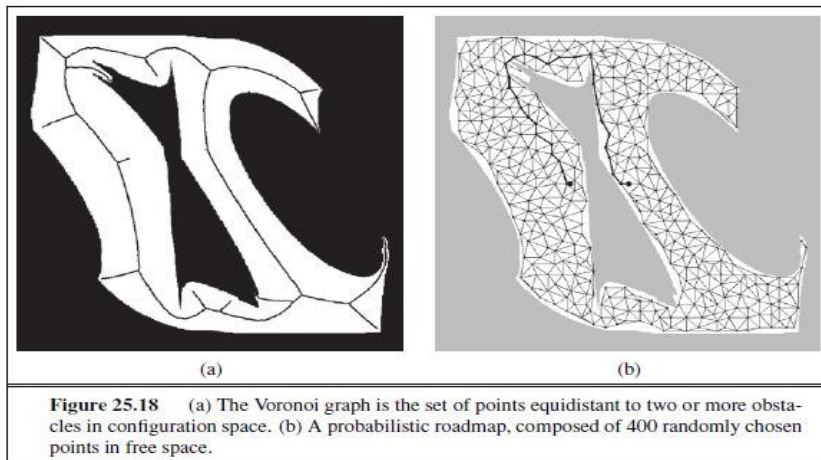 (a)
(b)
Figure 25.18 (a) The Voronoi graph is the set of points equidistant to two or more obsta-
cles in configuration space. (b) A probabilistic roadmap, composed of 400 randomly chosen
points in free space.